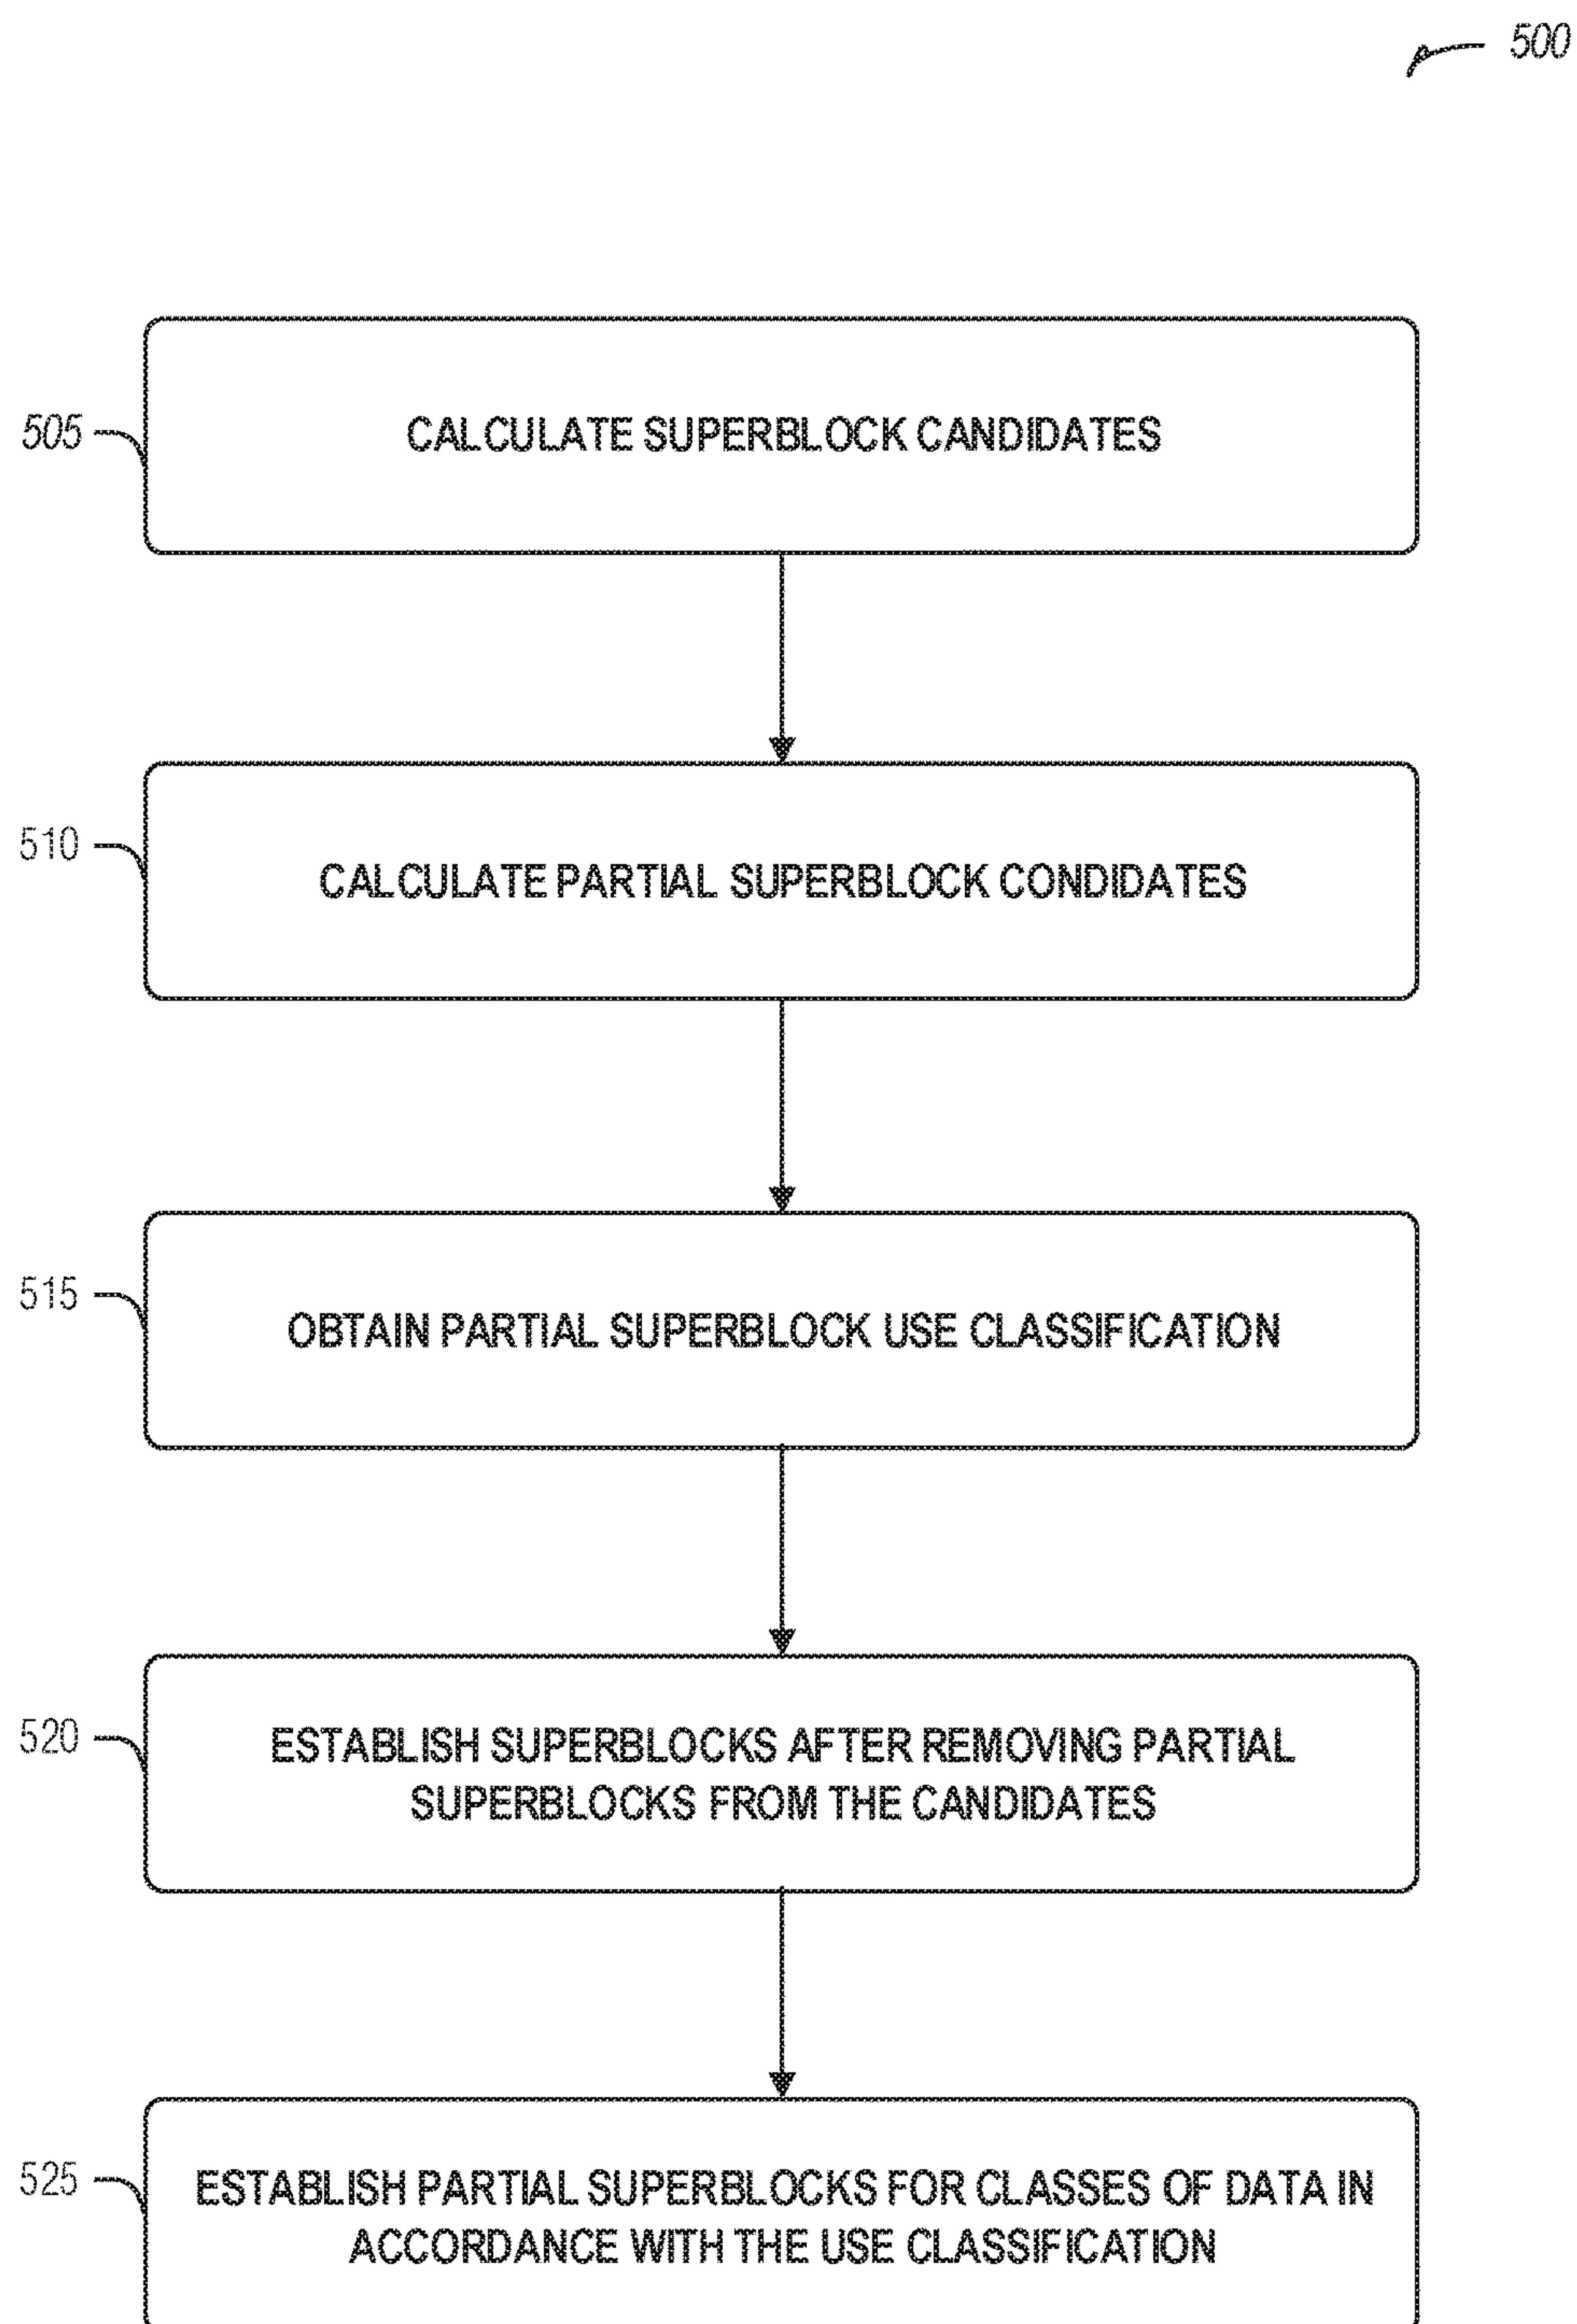 500
505
CALCULATE SUPERBLOCK CANDIDATES
510
CALCULATE PARTIAL SUPERBLOCK CONDIDATES
515
OBTAIN PARTIAL SUPERBLOCK USE CLASSIFICATION
520
ESTABLISH SUPERBLOCKS AFTER REMOVING PARTIAL
SUPERBLOCKS FROM THE CANDIDATES
525
ESTABLISH PARTIAL SUPERBLOCKS FOR CLASSES OF DATA IN
ACCORDANCE WITH THE USE CLASSIFICATION